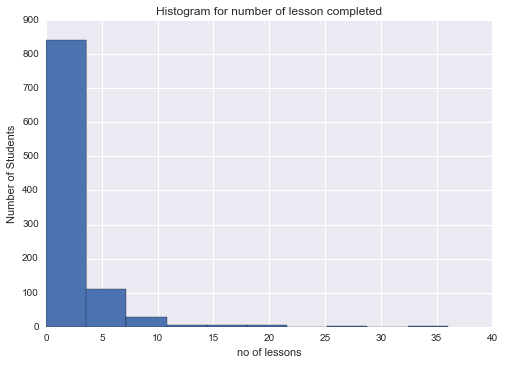 Histogram for number of lesson completed
900
800
700
600
500
400
300
200
100
0
Number of Students
0 5 10 15 20 25 30 35 40
no of lessons